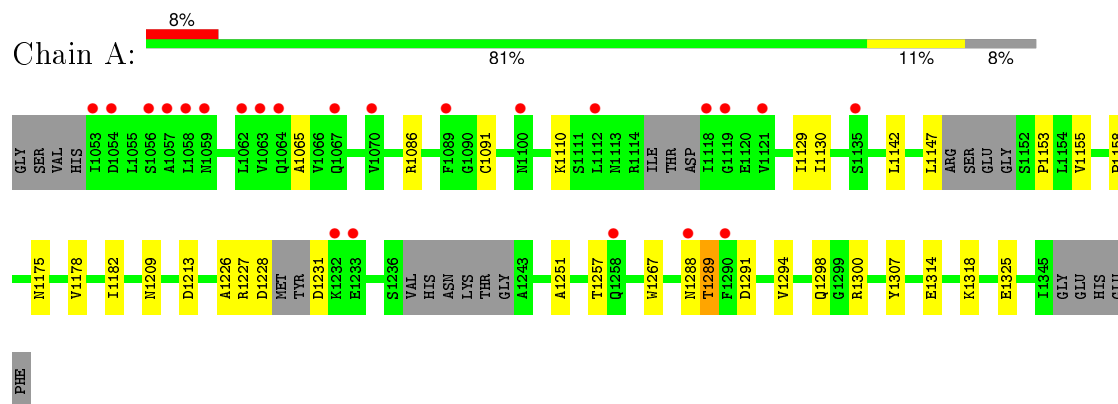 8%
Chain A:
81% 11% 8%
GLY SER VAL HIS I1053 D1054 L1055 S1056 A1057 L1058 N1059 L1062 V1063 Q1064 A1065 V1066 Q1067 V1070 R1086 F1089 G1090 C1091 N1100 K1110 S1111 L1112 N1113 R1114 ILE THR ASP I1118 G1119 E1120 V1121 I1129 I1130 S1135 L1142 L1147 ARG SER GLU GLY S1152 P1153 L1154 V1155
N1175 V1178 I1182 N1209 D1213 A1226 R1227 D1228 MET TYR D1231 K1232 E1233 S1236 VAL HIS ASN LYS THR GLY A1243 A1251 T1257 Q1258 W1267 N1288 T1289 F1290 D1291 V1294 Q1298 G1299 R1300 Y1307 E1314 K1318 E1325 I1345 GLY GLU HIS
PHE